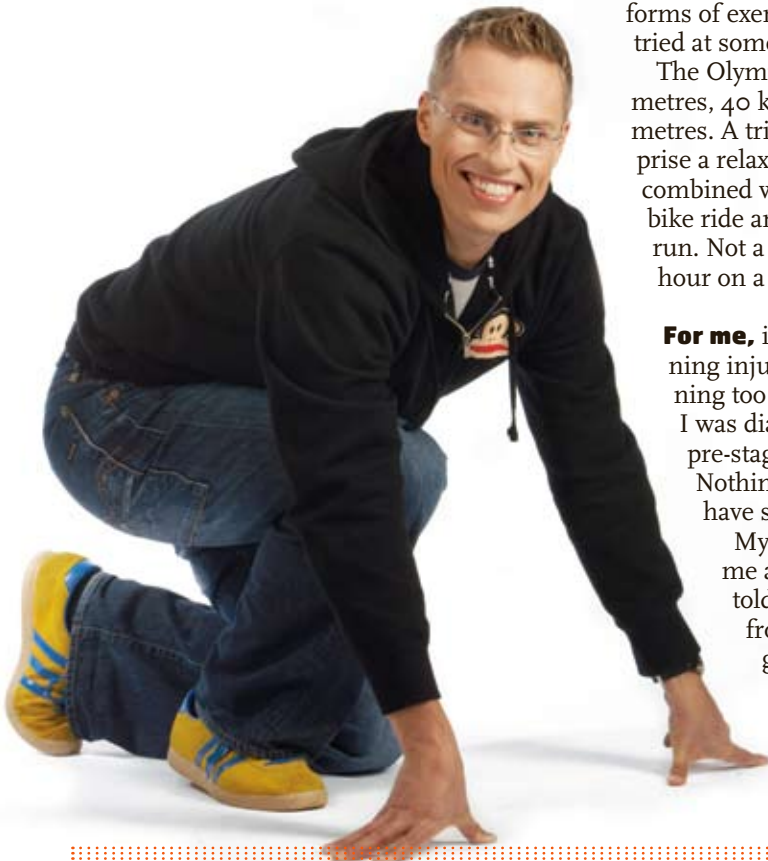 forms of exer
tried at some
The Olym
metres, 40 k
metres. A tri
prise a relax
combined w
bike ride an
run. Not a
hour on a
For me, i
ning inju
ning too
I was dia
pre-stag
Nothin
have s
My
me a
told
fro
g